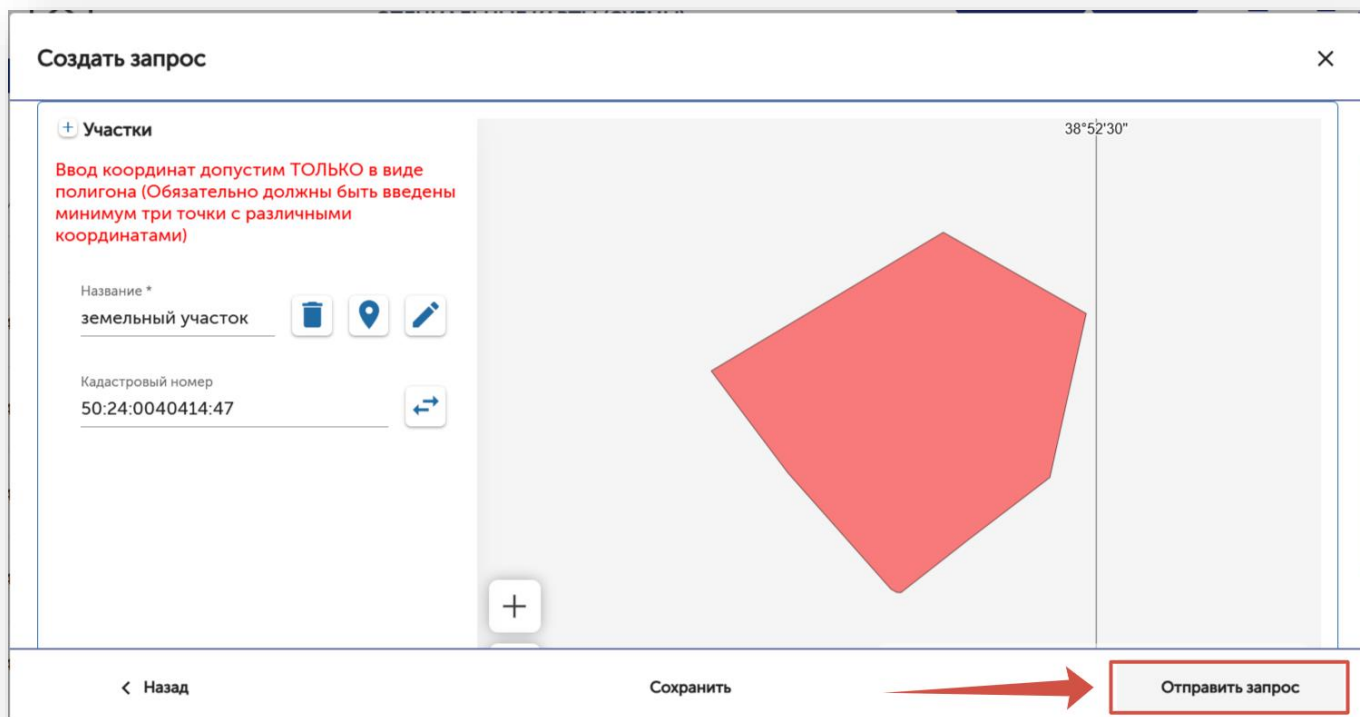 Создать запрос
Участки
38°52'30"
Ввод координат допустим ТОЛЬКО в виде
полигона (Обязательно должны быть введены
минимум три точки с различными
координатами)
Название *
земельный участок
Кадастровый номер
50:24:0040414:47
Назад
Сохранить
Отправить запрос